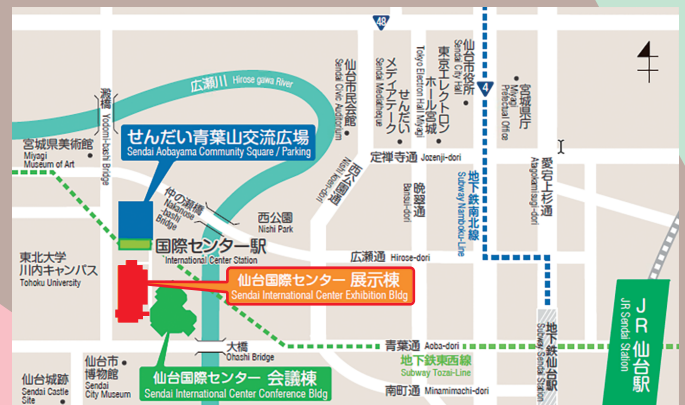 48
広瀬川 Hirose gawa River
澱橋
Yodomi-bashi Bridge
仙台市民会館
Sendai Civic Auditorium
せんだい
メディアテーク
Sendai Mediatheque
東京エレクトロン
ホール宮城
Tokyo Electron Hall Miyagi
仙台市役所
Sendai City Hall
4
宮城県庁
Miyagi
Prefectual Office
せんだい青葉山交流広場
Sendai Aobayama Community Square / Parking
宮城県美術館
Miyagi
Museum of Art
定禅寺通 Jozenji-dori
西公園通
Nishi koen-dori
晩翠通
Bansui-dori
地下鉄南北線
Subway Namboku-Line
愛宕上杉通
Atagokamisugi-dori
仲の瀬橋
Nakanose
-bashi
Bridge
西公園
Nishi Park
国際センター駅
International Center Station
広瀬通 Hirose-dori
東北大学
川内キャンパス
Tohoku University
仙台国際センター 展示棟
Sendai International Center Exhibition Bldg
JR仙台駅
JR Sendai Station
地下鉄仙台駅
Subway Sendai Station
大橋
Ohashi Bridge
青葉通 Aoba-dori
地下鉄東西線
Subway Tozai-Line
仙台市
博物館
Sendai
City Museum
仙台国際センター 会議棟
Sendai International Center Conference Bldg
仙台城跡
Sendai Castle
Site
南町通 Minamimachi-dori